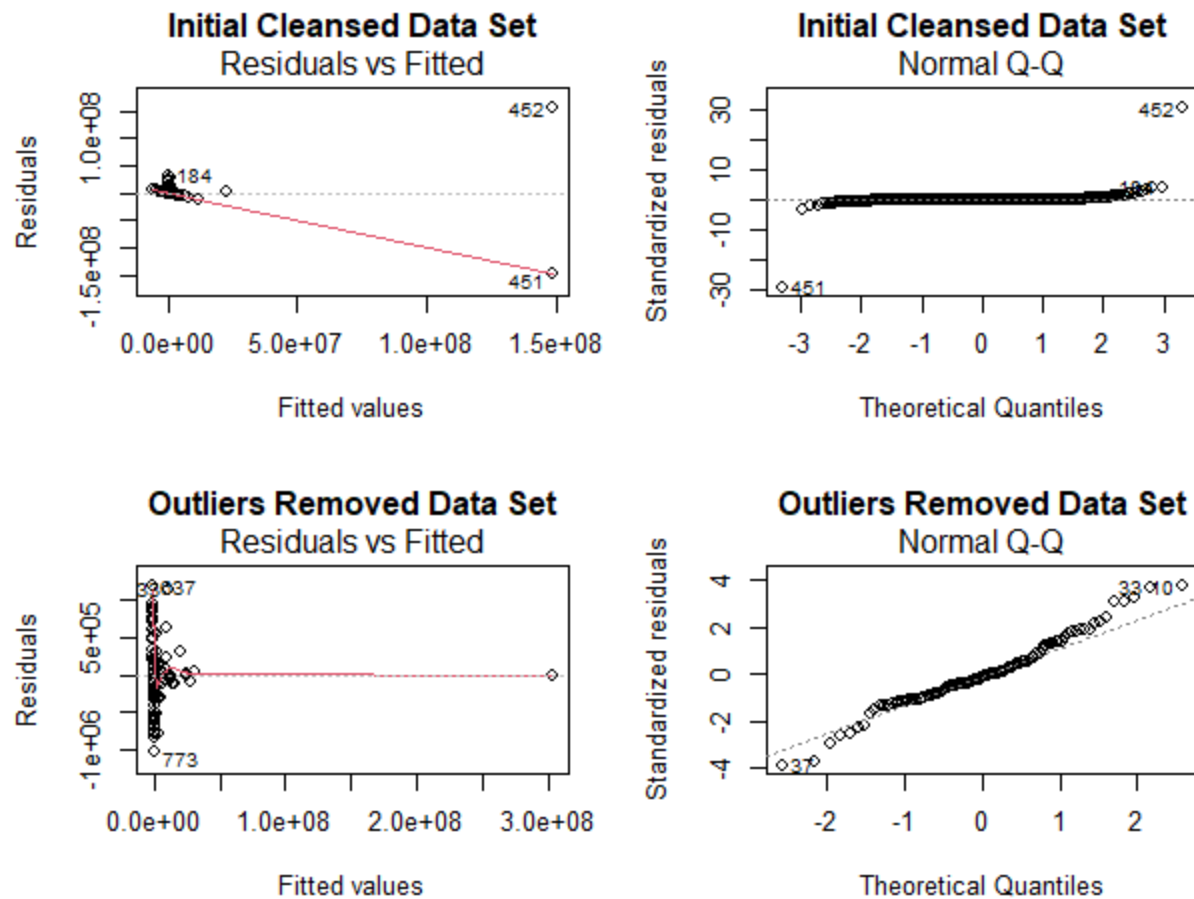 Initial Cleansed Data Set
Residuals vs Fitted
Residuals
1.0e+08
-1.5e+08
452
184
451
0.0e+00 5.0e+07 1.0e+08 1.5e+08
Fitted values
Initial Cleansed Data Set
Normal Q-Q
Standardized residuals
30
10
-10
-30
452
451
-3 -2 -1 0 1 2 3
Theoretical Quantiles
Outliers Removed Data Set
Residuals vs Fitted
Residuals
5e+05
-1e+06
637
773
0.0e+00 1.0e+08 2.0e+08 3.0e+08
Fitted values
Outliers Removed Data Set
Normal Q-Q
Standardized residuals
4
2
0
-2
-4
33 10
37
-2 -1 0 1 2
Theoretical Quantiles